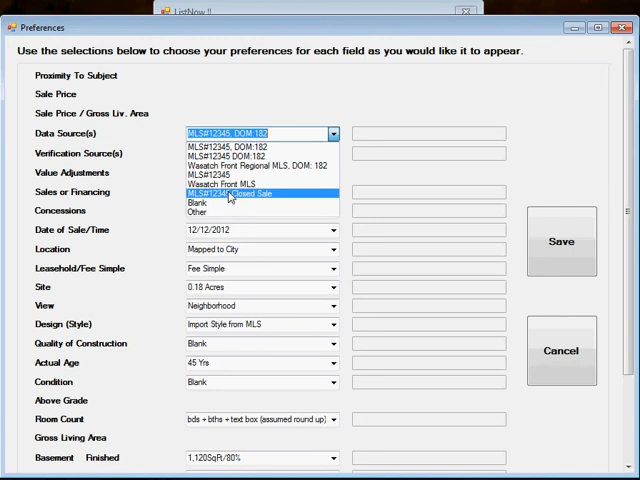 ListNow !!
Preferences
Use the selections below to choose your preferences for each field as you would like it to appear.
Proximity To Subject
Sale Price
Sale Price / Gross Liv. Area
Data Source(s) MLS#12345, DOM:182
MLS#12345, DOM:182
MLS#12345 DOM:182
Verification Source(s)
Wasatch Front Regional MLS, DOM: 182
Value Adjustments MLS#12345
Wasatch Front MLS
Sales or Financing MLS#12345 Closed Sale
Blank
Concessions Other
Date of Sale/Time 12/12/2012
Save
Location Mapped to City
Leasehold/Fee Simple Fee Simple
Site 0.18 Acres
View Neighborhood
Design (Style) Import Style from MLS
Quality of Construction Blank
Cancel
Actual Age 45 Yrs
Condition Blank
Above Grade
Room Count bds + bths + text box (assumed round up)
Gross Living Area
Basement Finished 1,120SqFt/80%